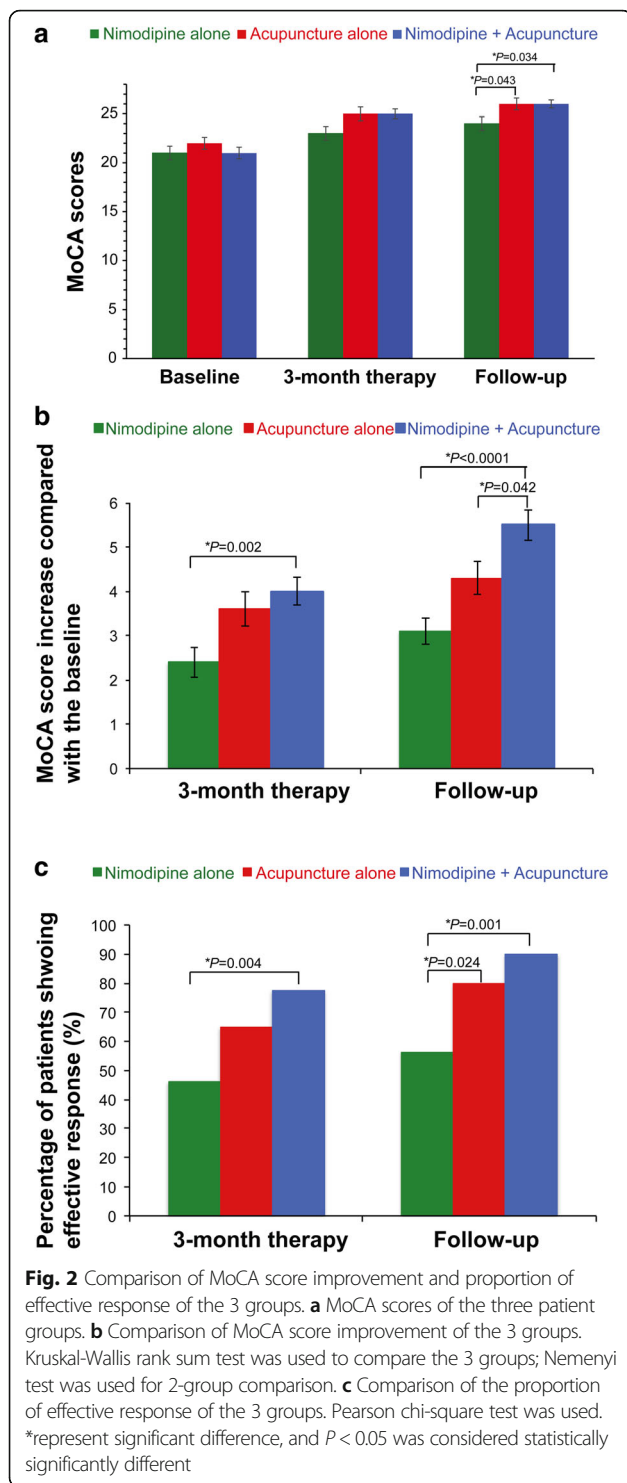 a
Nimodipine alone Acupuncture alone Nimodipine + Acupuncture
*P=0.034
*P=0.043
MoCA scores
25
20
15
10
5
0
Baseline 3-month therapy Follow-up
b
Nimodipine alone Acupuncture alone Nimodipine + Acupuncture
*P<0.0001
*P=0.042
*P=0.002
MoCA score increase compared
with the baseline
6
5
4
3
2
1
0
3-month therapy Follow-up
c
Nimodipine alone Acupuncture alone Nimodipine + Acupuncture
*P=0.001
*P=0.004
*P=0.024
Percentage of patients shwoing
effective response (%)
100
90
80
70
60
50
40
30
20
10
0
3-month therapy Follow-up
Fig. 2 Comparison of MoCA score improvement and proportion of
effective response of the 3 groups. a MoCA scores of the three patient
groups. b Comparison of MoCA score improvement of the 3 groups.
Kruskal-Wallis rank sum test was used to compare the 3 groups; Nemenyi
test was used for 2-group comparison. c Comparison of the proportion
of effective response of the 3 groups. Pearson chi-square test was used.
*represent significant difference, and P < 0.05 was considered statistically
significantly different